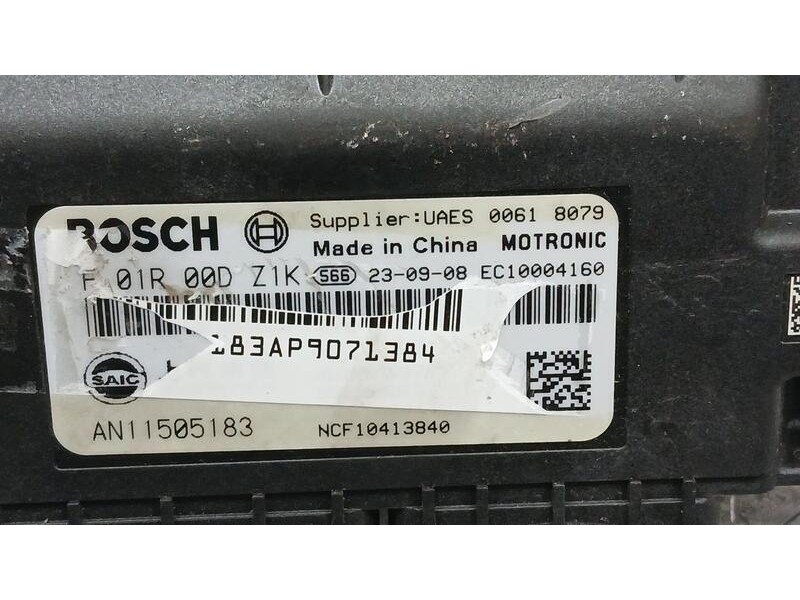 BOSCH Supplier:UAES 0061 8079
Made in China MOTRONIC
F 01R 00D Z1K 566 23-09-08 EC10004160
183AP9071384
SAIC
AN11505183 NCF10413840